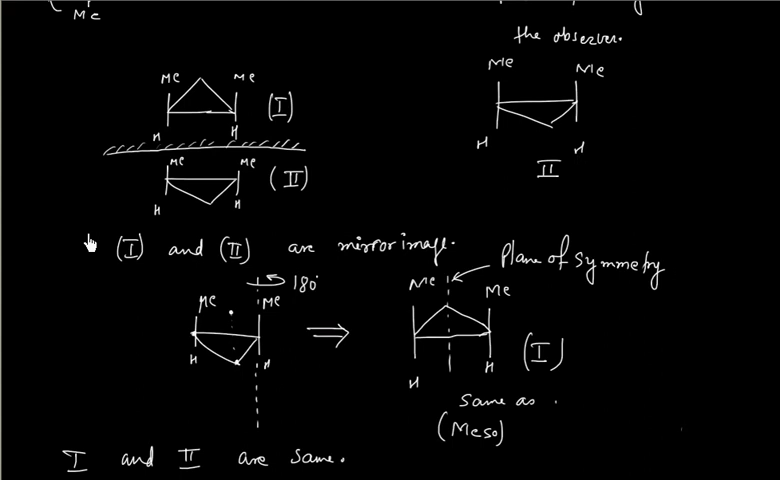 Me
the observer.
Me Me
(I)
H H
Me Me
(II)
H H
Me Me
H H
II
(I) and (II) are mirror image.
Plane of symmetry
180°
Me Me
H H
⇒
Me Me
H H
(I)
same as .
(Meso)
I and II are same.